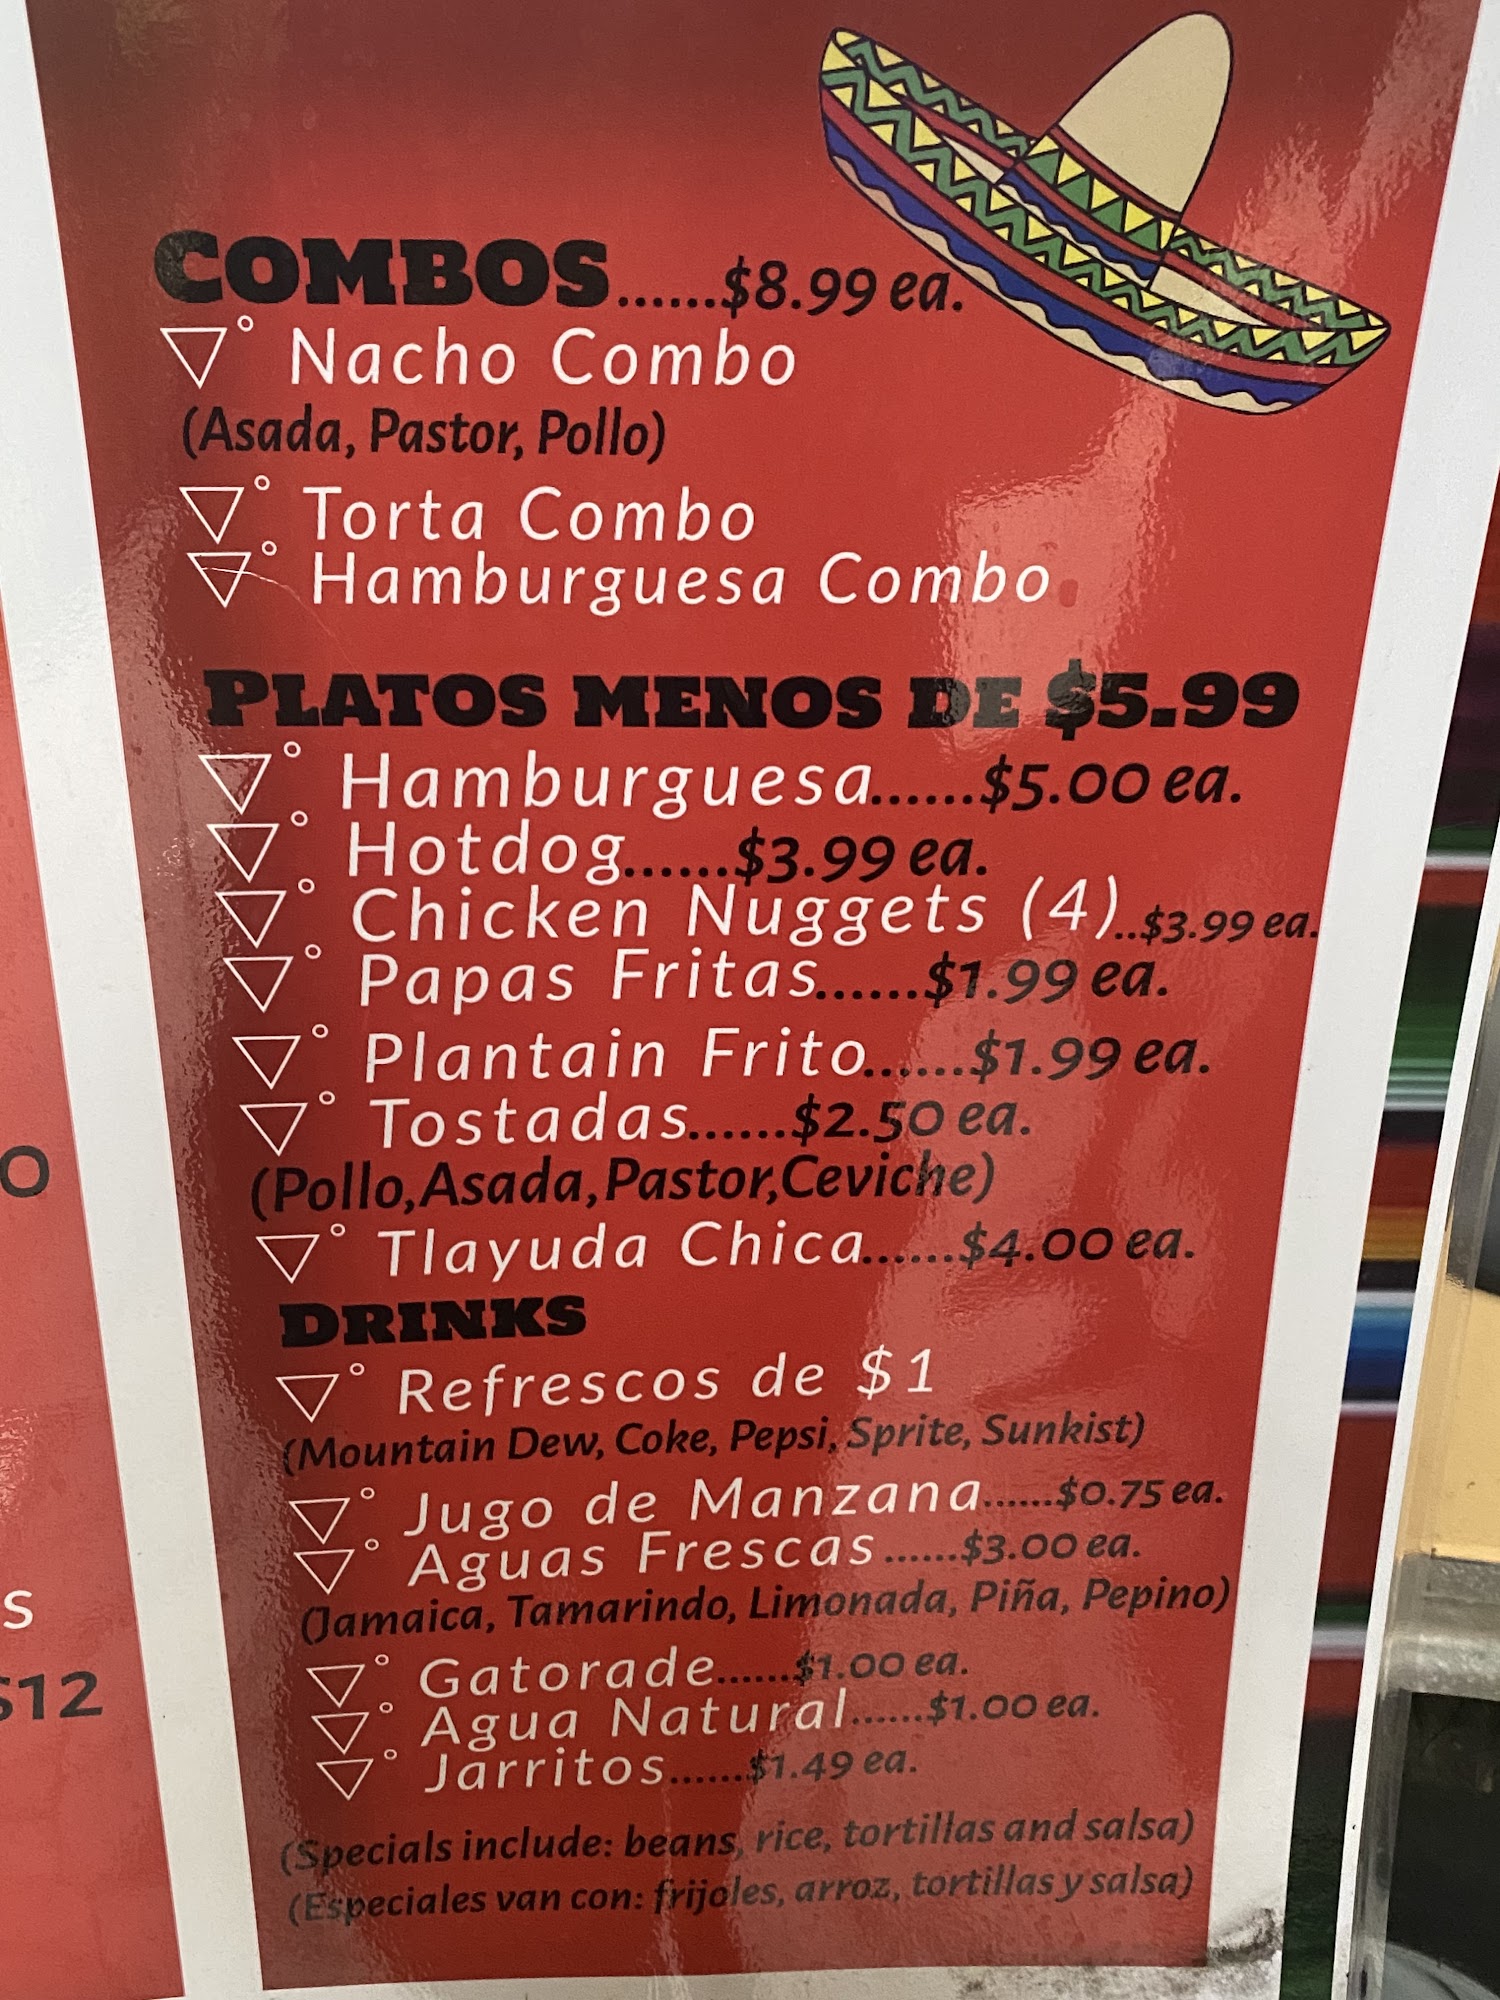 COMBOS......$8.99 ea.
Nacho Combo
(Asada, Pastor, Pollo)
Torta Combo
Hamburguesa Combo
PLATOS MENOS DE $5.99
Hamburguesa......$5.00 ea.
Hotdog......$3.99 ea.
Chicken Nuggets (4)..$3.99 ea.
Papas Fritas......$1.99 ea.
Plantain Frito......$1.99 ea.
Tostadas......$2.50 ea.
(Pollo,Asada,Pastor,Ceviche)
Tlayuda Chica......$4.00 ea.
DRINKS
Refrescos de $1
(Mountain Dew, Coke, Pepsi, Sprite, Sunkist)
Jugo de Manzana......$0.75 ea.
Aguas Frescas......$3.00 ea.
(Jamaica, Tamarindo, Limonada, Piña, Pepino)
Gatorade......$1.00 ea.
Agua Natural......$1.00 ea.
Jarritos......$1.49 ea.
(Specials include: beans, rice, tortillas and salsa)
(Especiales van con: frijoles, arroz, tortillas y salsa)
$12